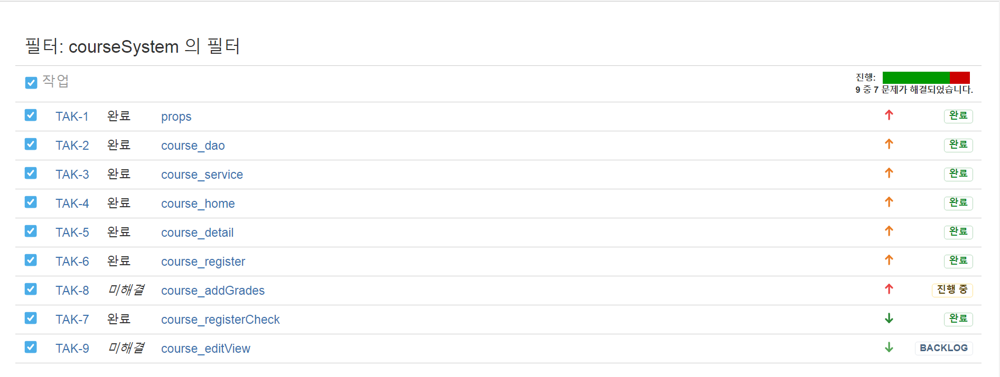 필터: courseSystem 의 필터
작업
진행:
9 중 7 문제가 해결되었습니다.
TAK-1 완료 props 완료
TAK-2 완료 course_dao 완료
TAK-3 완료 course_service 완료
TAK-4 완료 course_home 완료
TAK-5 완료 course_detail 완료
TAK-6 완료 course_register 완료
TAK-8 미해결 course_addGrades 진행 중
TAK-7 완료 course_registerCheck 완료
TAK-9 미해결 course_editView BACKLOG